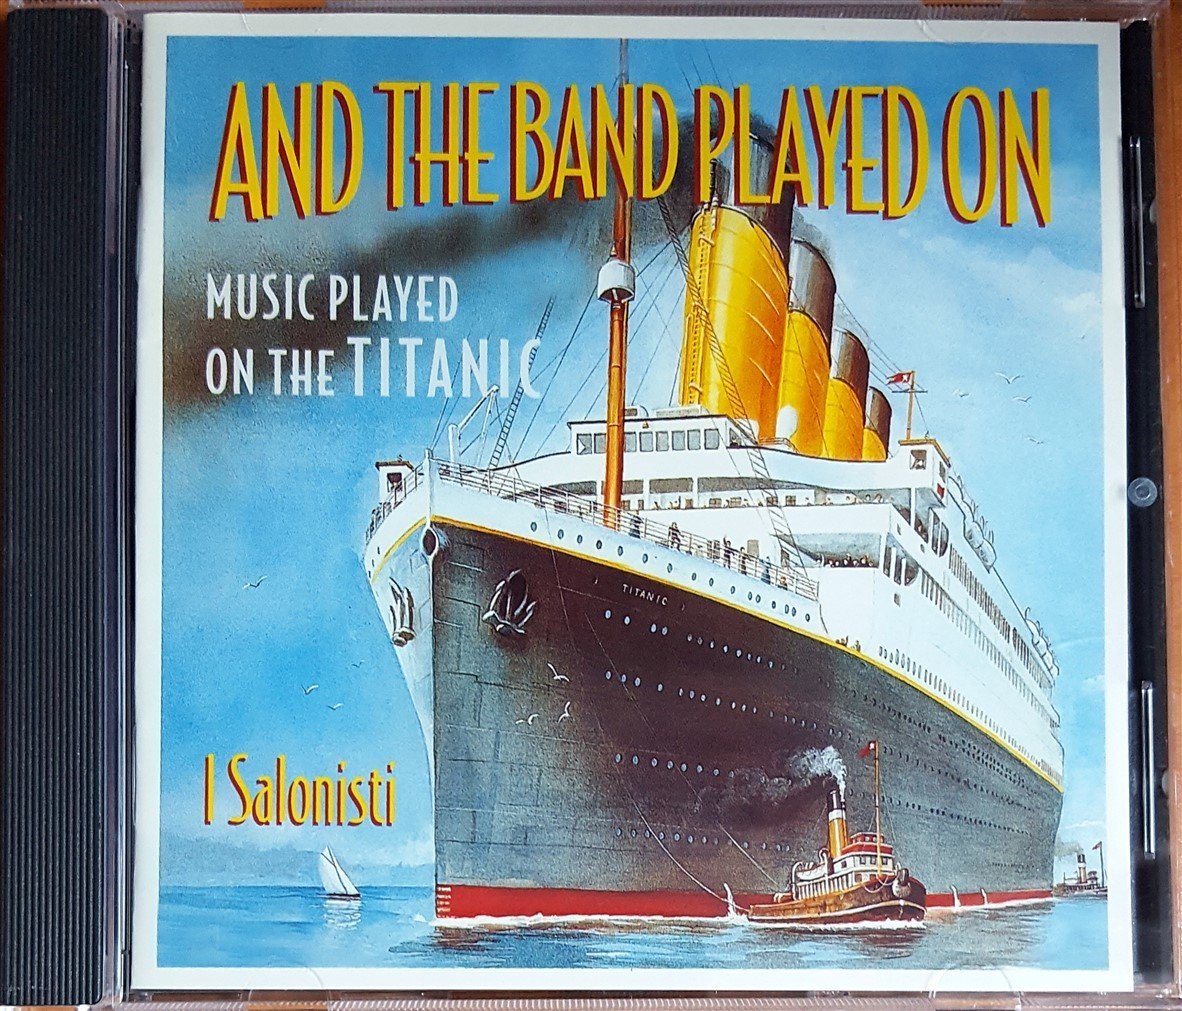 AND THE BAND PLAYED ON
MUSIC PLAYED
ON THE TITANIC
TITANIC
I Salonisti